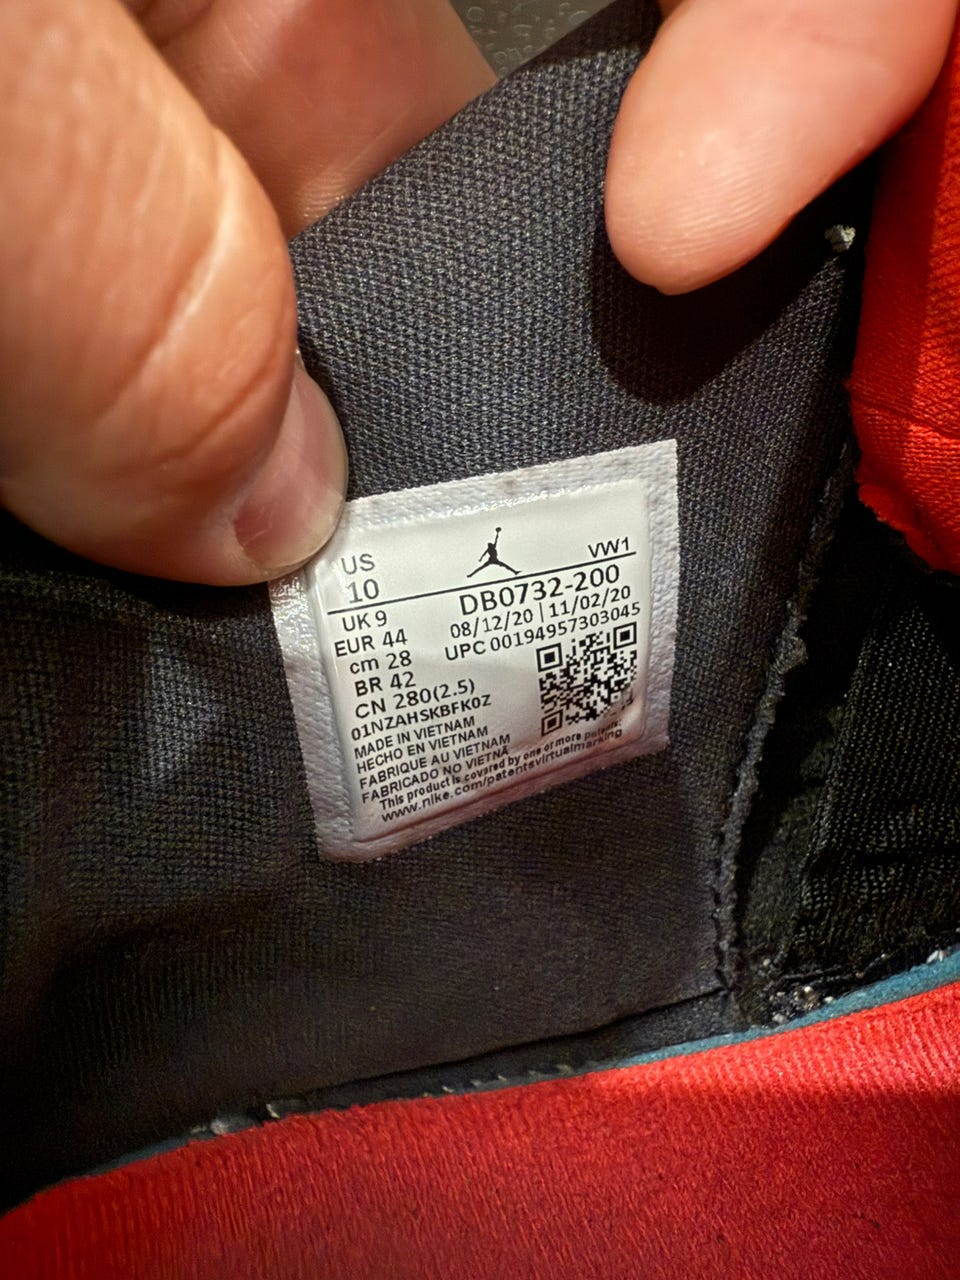 US
10
VW1
DB0732-200
UK 9
08/12/20 | 11/02/20
EUR 44
UPC 00194957303045
cm 28
BR 42
CN 280(2.5)
01NZAHSKBFK0Z
MADE IN VIETNAM
HECHO EN VIETNAM
FABRIQUE AU VIETNAM
FABRICADO NO VIETNÃ
This product is covered by one or more patents;
www.nike.com/patentsvirtualmarking